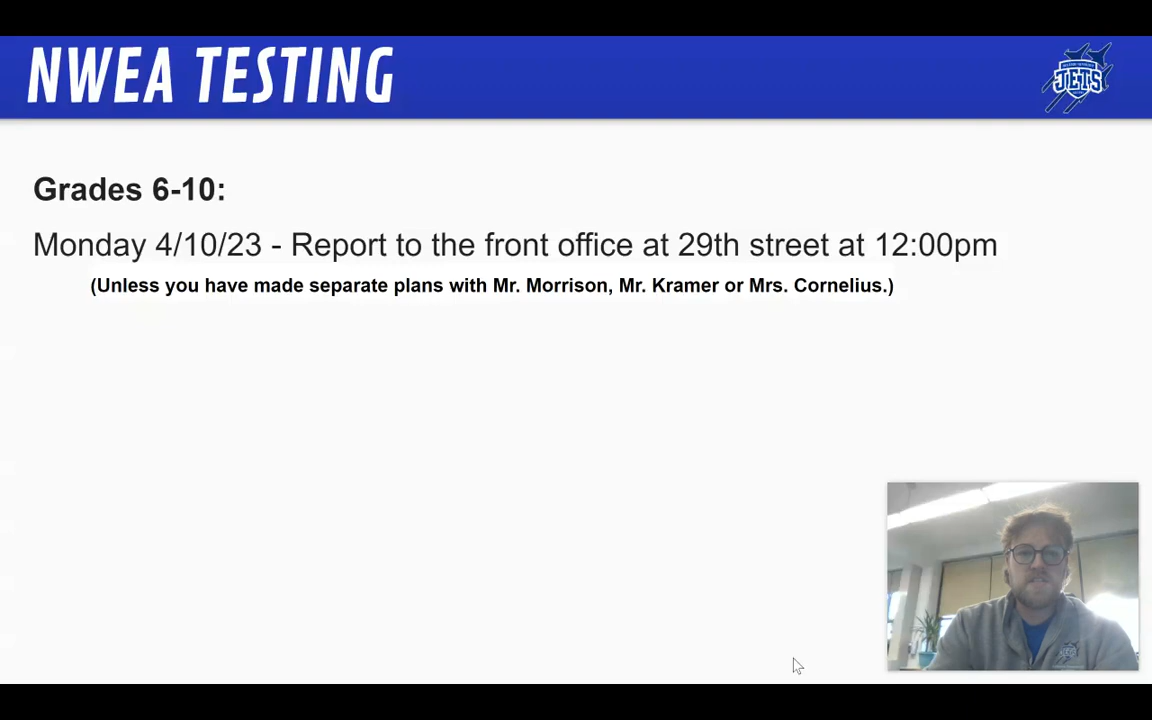 NWEA TESTING
JETS
Grades 6-10:
Monday 4/10/23 - Report to the front office at 29th street at 12:00pm
(Unless you have made separate plans with Mr. Morrison, Mr. Kramer or Mrs. Cornelius.)